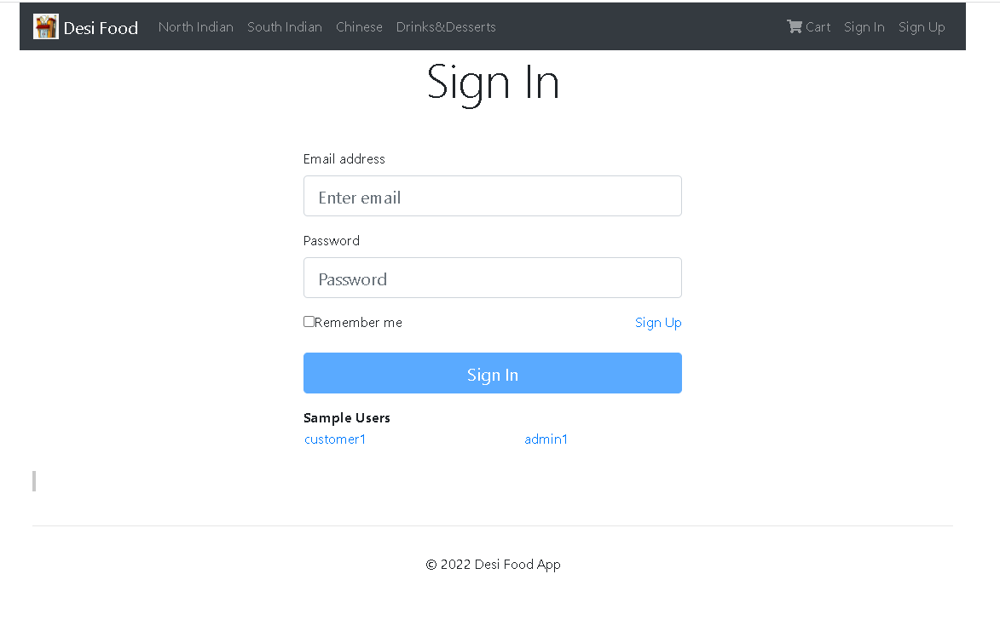 Desi Food North Indian South Indian Chinese Drinks&Desserts Cart Sign In Sign Up
Sign In
Email address
Enter email
Password
Password
Remember me Sign Up
Sign In
Sample Users
customer1 admin1
© 2022 Desi Food App